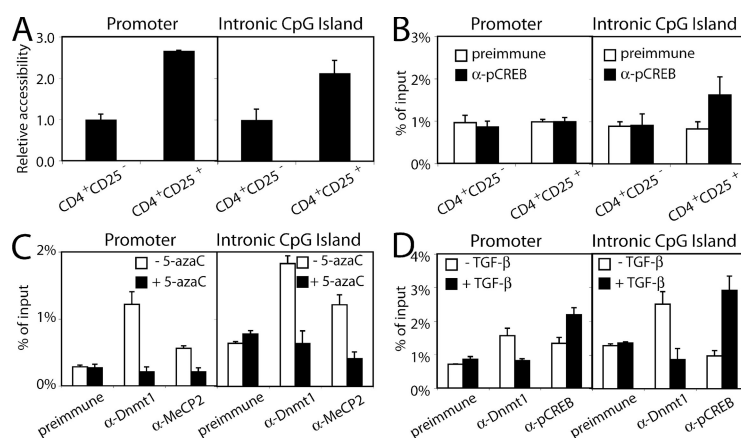 A
Promoter
Intronic CpG Island
Reletive accessibility
3.0
2.0
1.0
0.0
CD4+CD25 -
CD4+CD25 +
CD4+CD25 -
CD4+CD25 +
B
Promoter
Intronic CpG Island
% of input
3%
2%
1%
0%
preimmune
α-pCREB
preimmune
α-pCREB
CD4+CD25 -
CD4+CD25 +
CD4+CD25 -
CD4+CD25 +
C
Promoter
Intronic CpG Island
% of input
2%
1%
0%
- 5-azaC
+ 5-azaC
- 5-azaC
+ 5-azaC
preimmune
α-Dnmt1
α-MeCP2
preimmune
α-Dnmt1
α-MeCP2
D
Promoter
Intronic CpG Island
% of input
4%
3%
2%
1%
0%
- TGF-β
+ TGF-β
- TGF-β
+ TGF-β
preimmune
α-Dnmt1
α-pCREB
preimmune
α-Dnmt1
α-pCREB